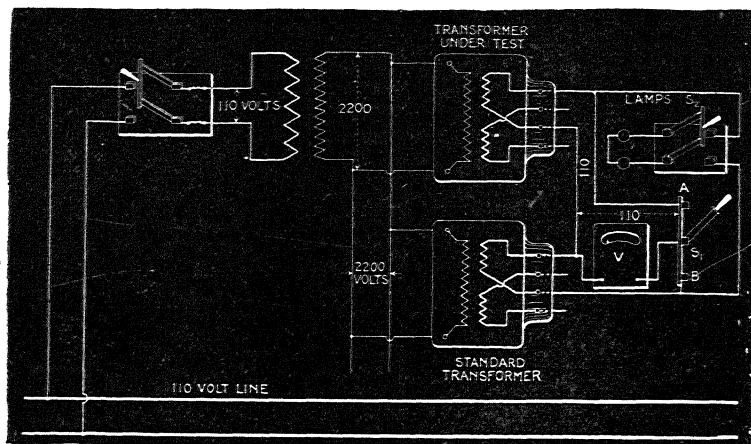 TRANSFORMER
UNDER TEST
110 VOLTS
2200
LAMPS S2
A
110
110
V
S1
B
2200
VOLTS
STANDARD
TRANSFORMER
110 VOLT LINE